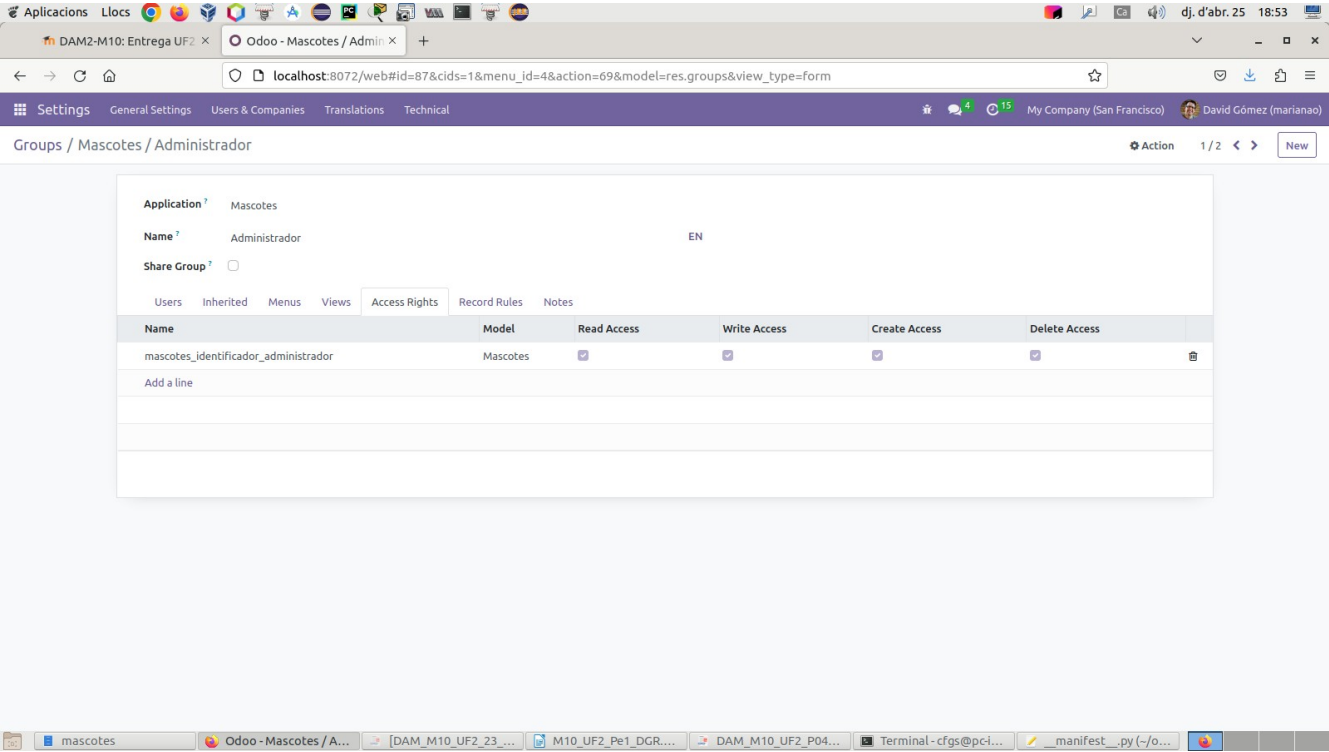 Aplicacions Llocs Ca dj. d'abr. 25 18:53
DAM2-M10: Entrega UF2 × Odoo - Mascotes / Admin × +
localhost:8072/web#id=87&cids=1&menu_id=4&action=69&model=res.groups&view_type=form
Settings General Settings Users & Companies Translations Technical 4 15 My Company (San Francisco) David Gómez (marianao)
Groups / Mascotes / Administrador Action 1 / 2 New
Application ? Mascotes
Name ? Administrador EN
Share Group ?
Users Inherited Menus Views Access Rights Record Rules Notes
Name Model Read Access Write Access Create Access Delete Access
mascotes_identificador_administrador Mascotes
Add a line
mascotes Odoo - Mascotes / A... [DAM_M10_UF2_23_... M10_UF2_Pe1_DGR.... DAM_M10_UF2_P04... Terminal - cfgs@pc-i... __manifest__.py (~/o...